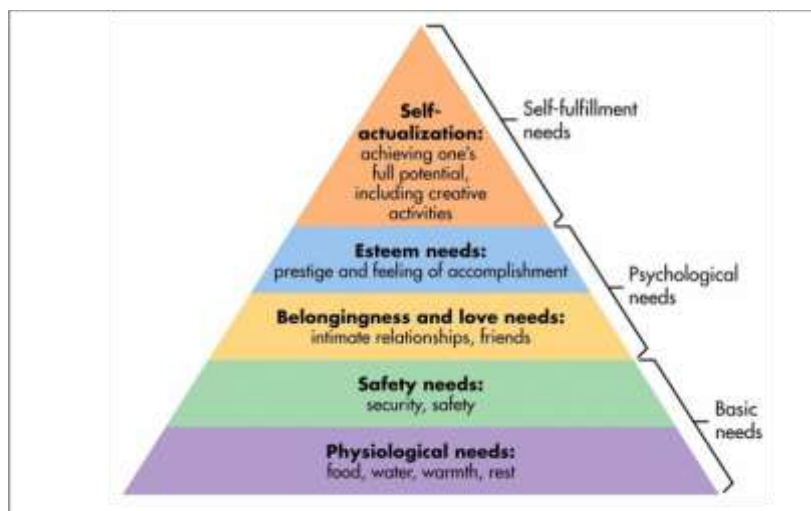 Self-
actualization:
achieving one's
full potential,
including creative
activities
Self-fulfillment
needs
Esteem needs:
prestige and feeling of accomplishment
Psychological
needs
Belongingness and love needs:
intimate relationships, friends
Safety needs:
security, safety
Basic
needs
Physiological needs:
food, water, warmth, rest